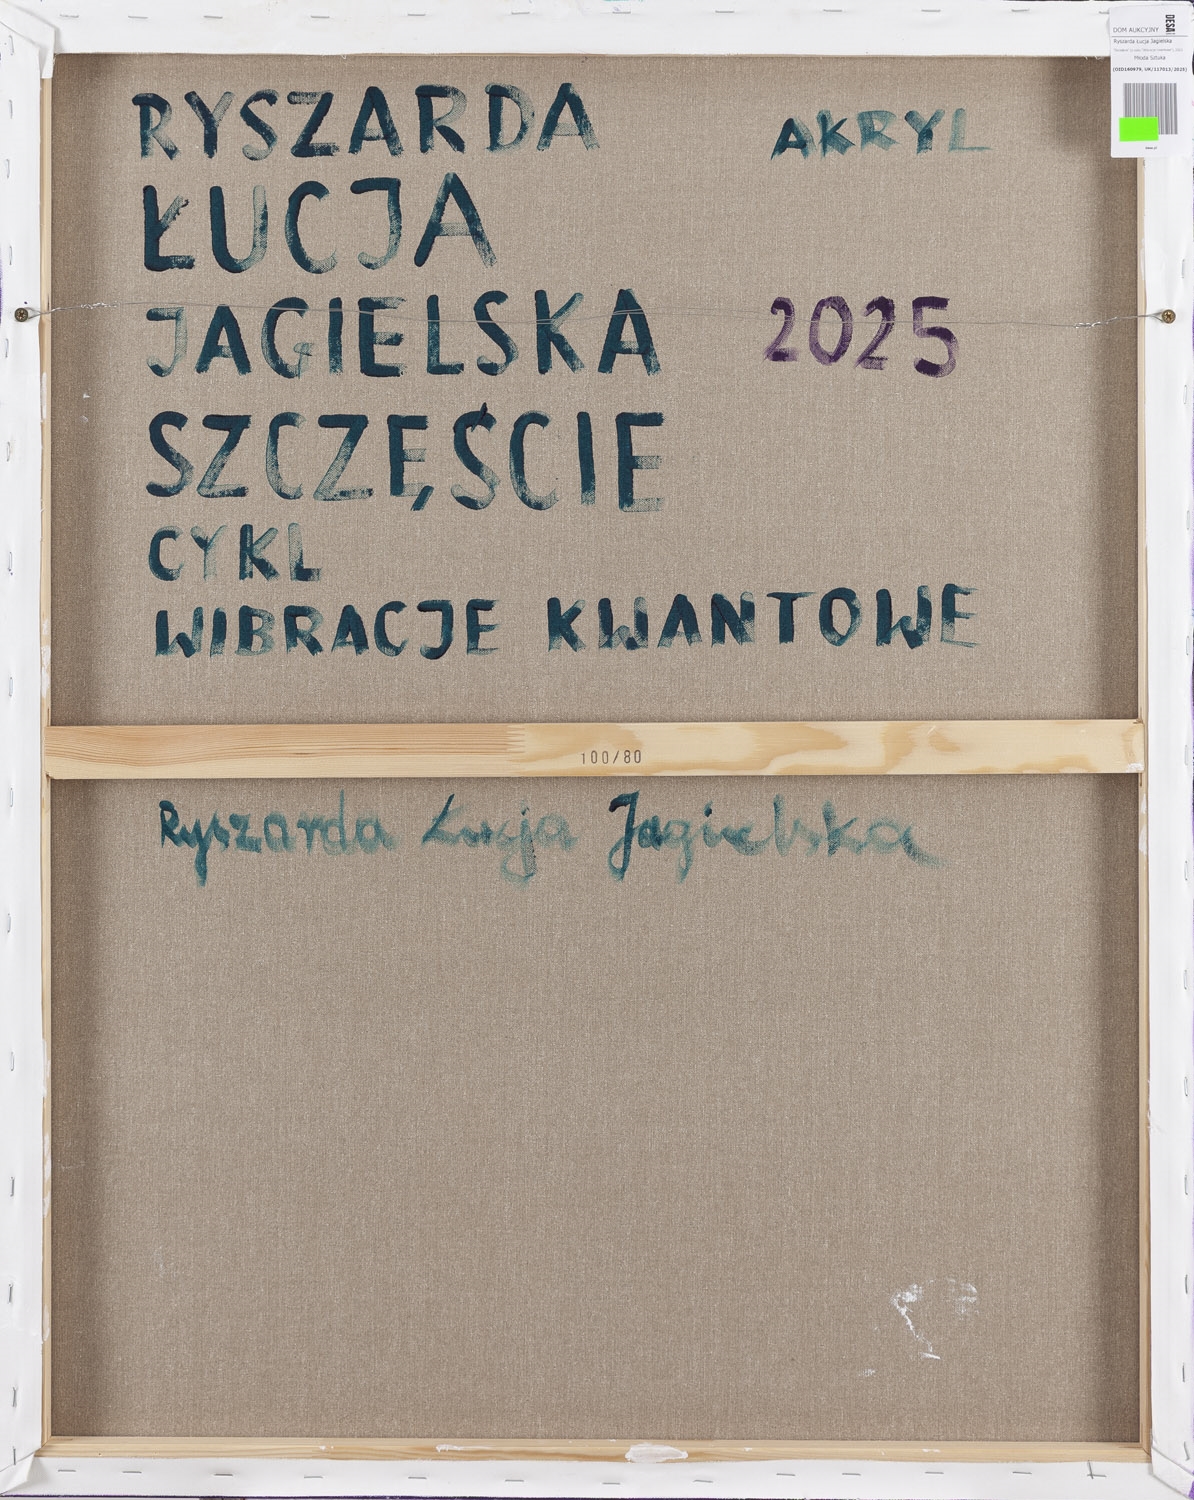 DESA
DOM AUKCYJNY
Ryszarda Łucja Jagielska
Młoda Sztuka
RYSZARDA
AKRYL
ŁUCJA
JAGIELSKA
2025
SZCZĘŚCIE
CYKL
WIBRACJE KWANTOWE
100/80
Ryszarda Łucja Jagielska